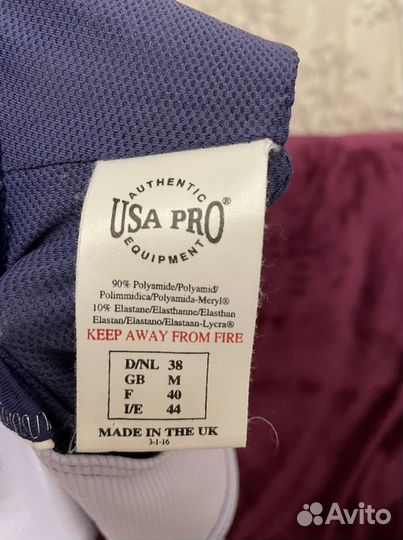 AUTHENTIC
USA PRO®
EQUIPMENT
90% Polyamide/Polyamid/
Polimmidica/Polyamida-Meryl®
10% Elastane/Elasthanne/Elasthan
Elastan/Elastano/Elastaan-Lycra®
KEEP AWAY FROM FIRE
D/NL 38
GB M
F 40
I/E 44
MADE IN THE UK
3-1-16
Avito